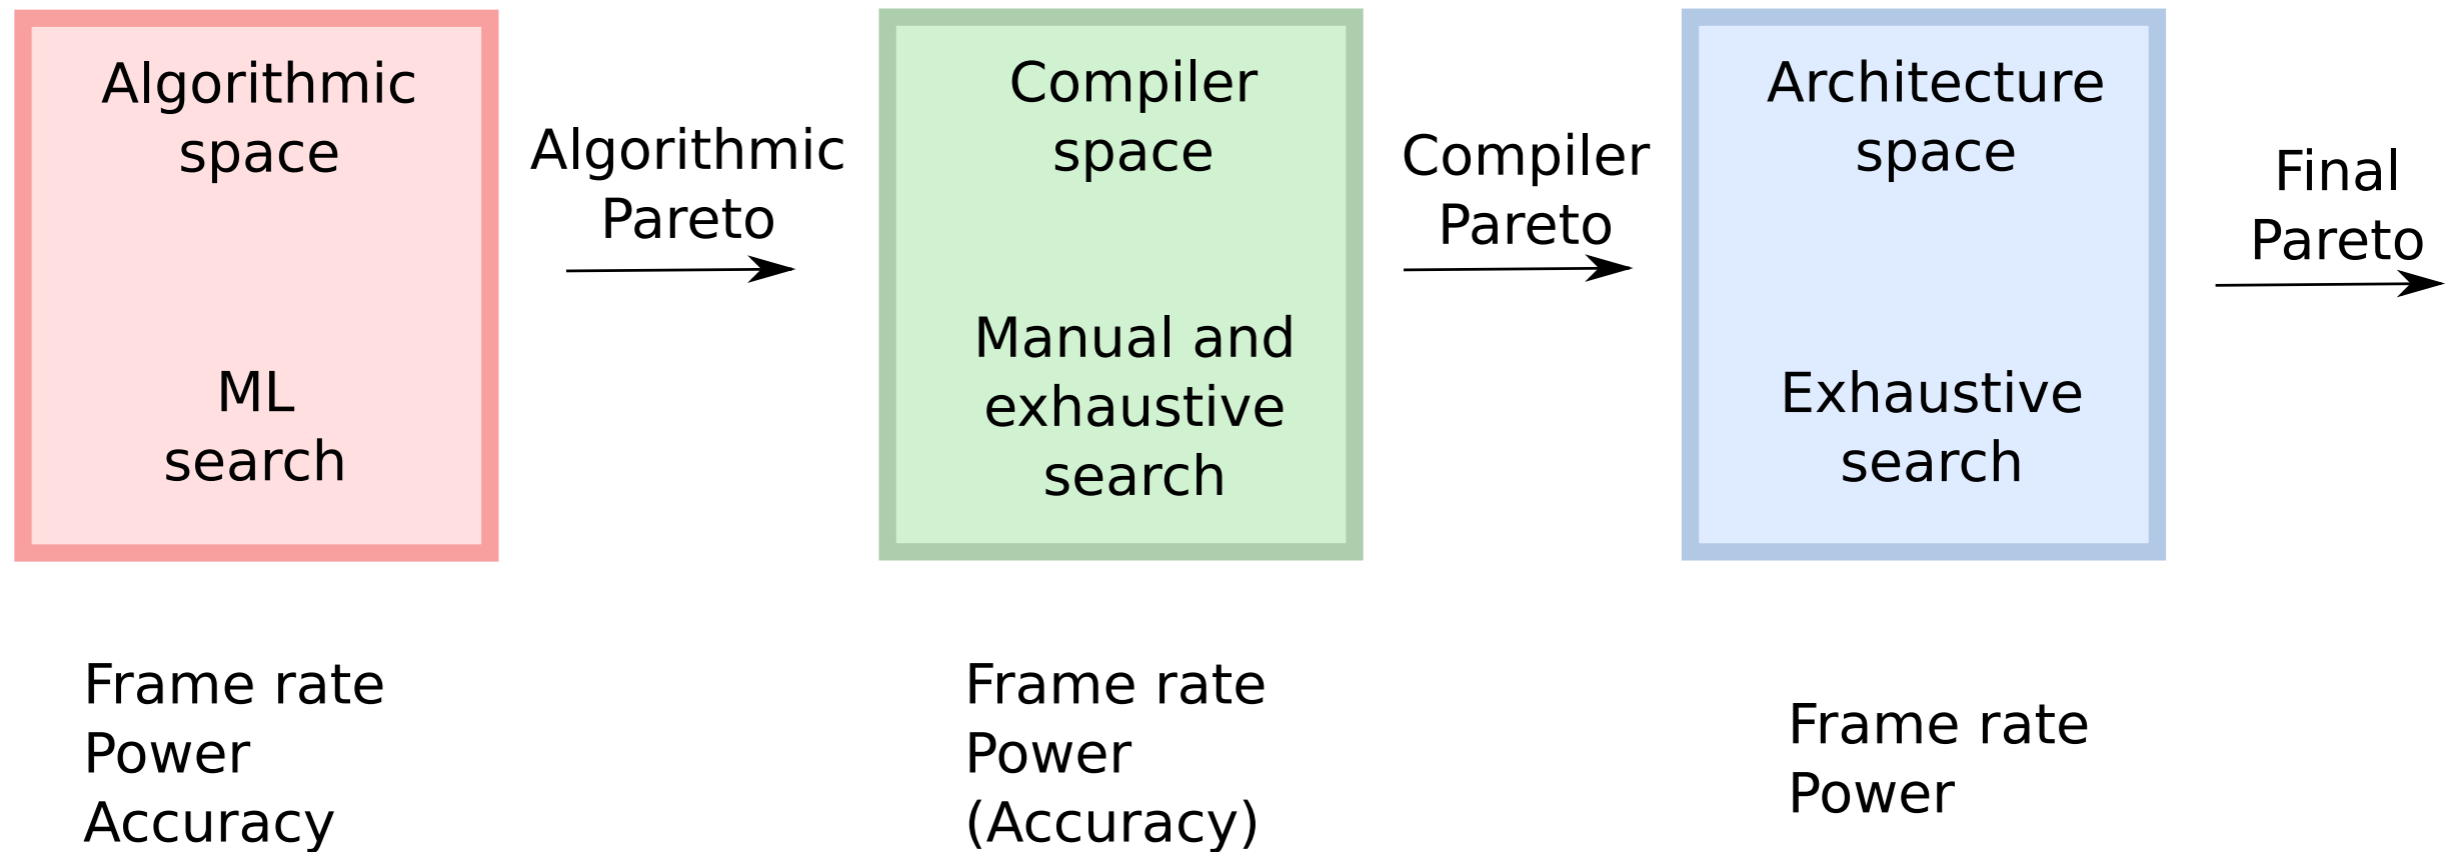 Algorithmic
space
ML
search
Algorithmic
Pareto
Compiler
space
Manual and
exhaustive
search
Compiler
Pareto
Architecture
space
Exhaustive
search
Final
Pareto
Frame rate
Power
Accuracy
Frame rate
Power
(Accuracy)
Frame rate
Power